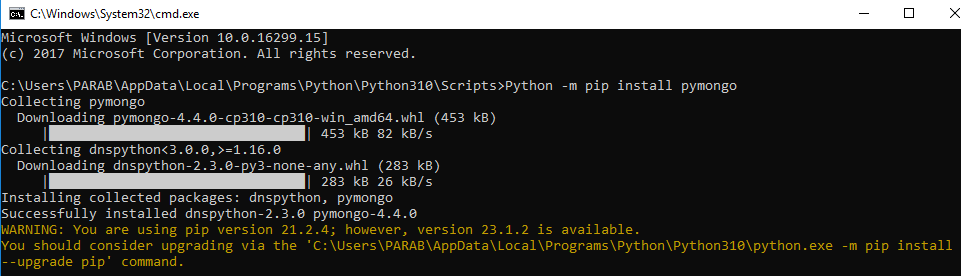 C:\Windows\System32\cmd.exe
Microsoft Windows [Version 10.0.16299.15]
(c) 2017 Microsoft Corporation. All rights reserved.
C:\Users\PARAB\AppData\Local\Programs\Python\Python310\Scripts>Python -m pip install pymongo
Collecting pymongo
  Downloading pymongo-4.4.0-cp310-cp310-win_amd64.whl (453 kB)
     |████████████████████████████████| 453 kB 82 kB/s
Collecting dnspython<3.0.0,>=1.16.0
  Downloading dnspython-2.3.0-py3-none-any.whl (283 kB)
     |████████████████████████████████| 283 kB 26 kB/s
Installing collected packages: dnspython, pymongo
Successfully installed dnspython-2.3.0 pymongo-4.4.0
WARNING: You are using pip version 21.2.4; however, version 23.1.2 is available.
You should consider upgrading via the 'C:\Users\PARAB\AppData\Local\Programs\Python\Python310\python.exe -m pip install
--upgrade pip' command.